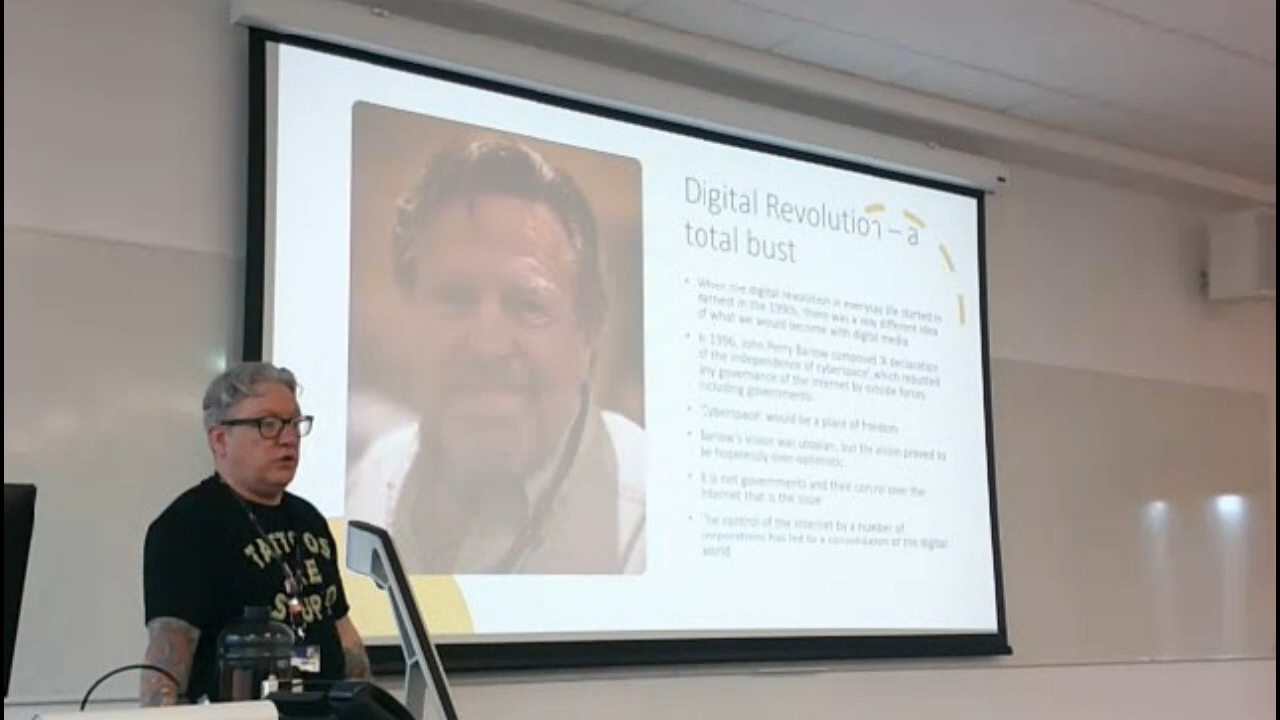 Digital Revolution – a
total bust
• When the digital revolution in everyday life started in
earnest in the 1990s, there was a very different idea
of what we would become with digital media
• In 1996, John Perry Barlow composed 'A declaration
of the independence of cyberspace', which rebutted
any governance of the internet by outside forces,
including governments.
• 'Cyberspace' would be a place of freedom
• Barlow's vision was utopian, but the vision proved to
be hopelessly over-optimistic.
• It is not governments and their control over the
internet that is the issue
• The control of the internet by a number of
corporations has led to a consolidation of the digital
world
TATTOOS
ARE